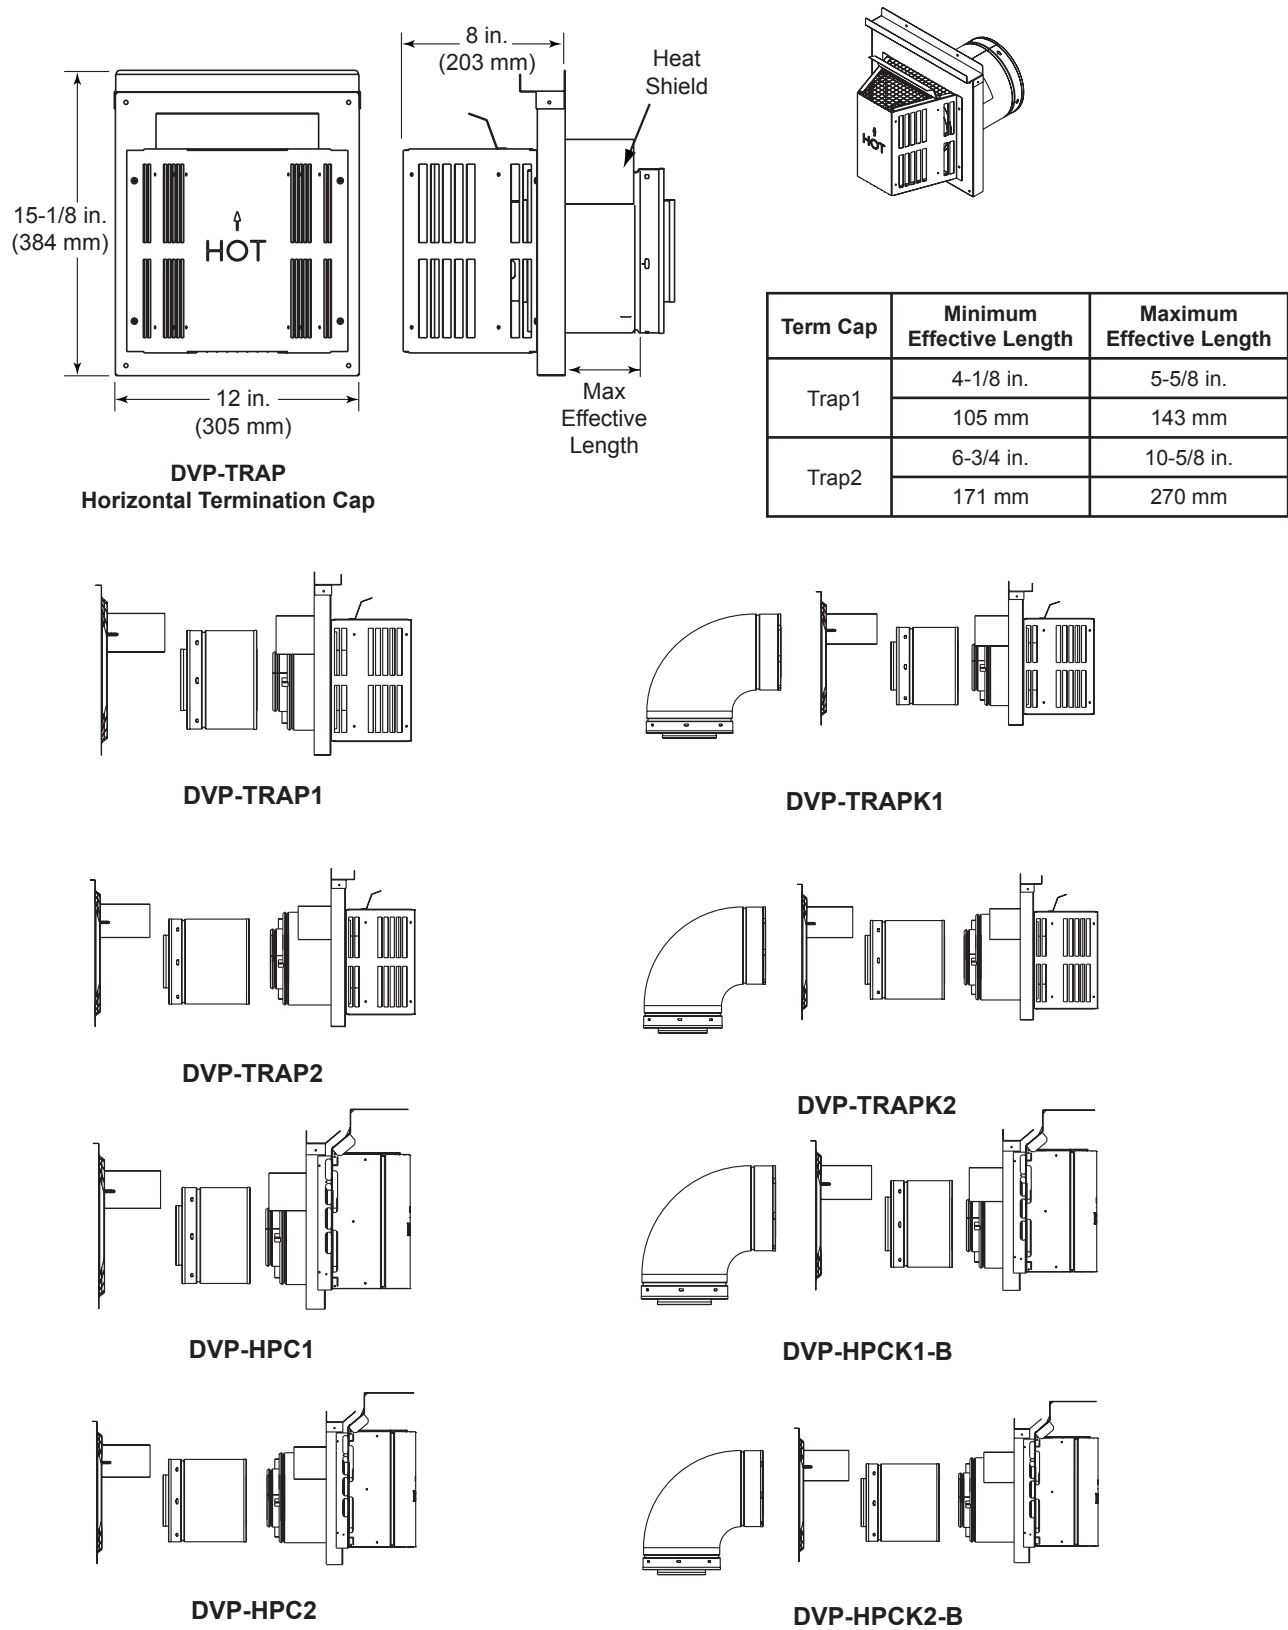 8 in.
(203 mm)
Heat
Shield
HOT
15-1/8 in.
(384 mm)
HOT
12 in.
(305 mm)
Max
Effective
Length
DVP-TRAP
Horizontal Termination Cap
Term Cap
Minimum
Effective Length
Maximum
Effective Length
Trap1
4-1/8 in.
5-5/8 in.
105 mm
143 mm
Trap2
6-3/4 in.
10-5/8 in.
171 mm
270 mm
DVP-TRAP1
DVP-TRAPK1
DVP-TRAP2
DVP-TRAPK2
DVP-HPC1
DVP-HPCK1-B
DVP-HPC2
DVP-HPCK2-B